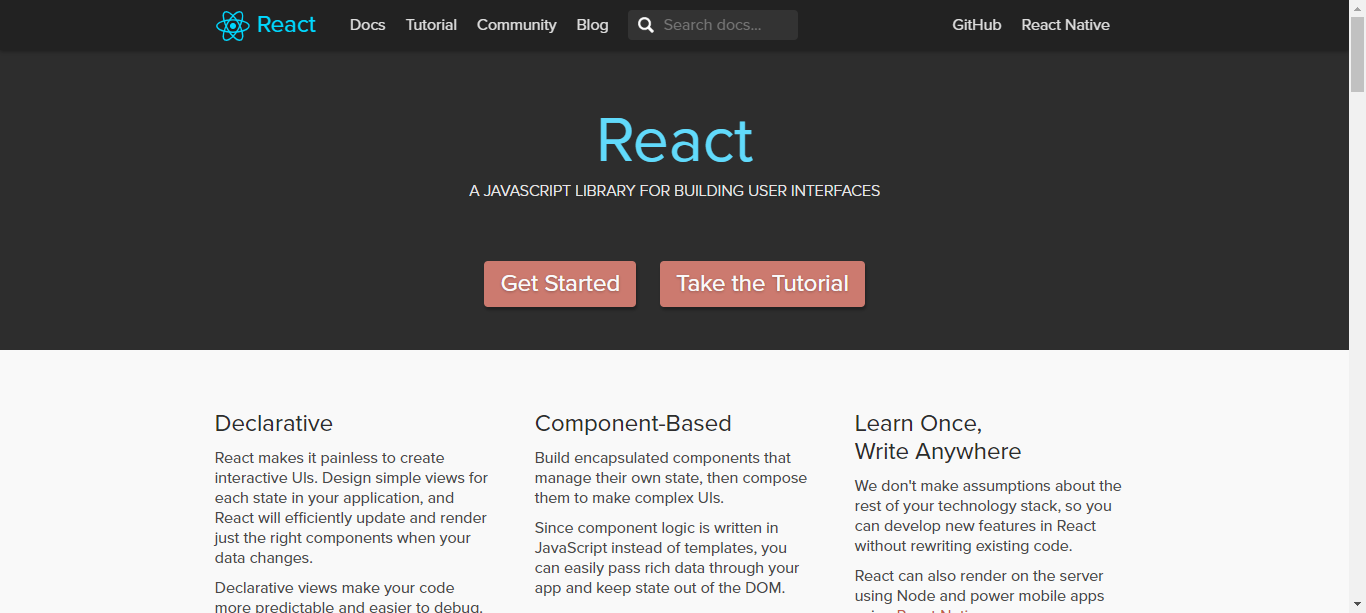 React
Docs
Tutorial
Community
Blog
Search docs...
GitHub
React Native
React
A JAVASCRIPT LIBRARY FOR BUILDING USER INTERFACES
Get Started
Take the Tutorial
Declarative
React makes it painless to create
interactive UIs. Design simple views for
each state in your application, and
React will efficiently update and render
just the right components when your
data changes.
Declarative views make your code
more predictable and easier to debug.
Component-Based
Build encapsulated components that
manage their own state, then compose
them to make complex UIs.
Since component logic is written in
JavaScript instead of templates, you
can easily pass rich data through your
app and keep state out of the DOM.
Learn Once,
Write Anywhere
We don't make assumptions about the
rest of your technology stack, so you
can develop new features in React
without rewriting existing code.
React can also render on the server
using Node and power mobile apps
using React Native